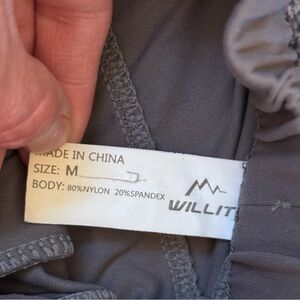 MADE IN CHINA
SIZE: M
BODY: 80%NYLON 20%SPANDEX
WILLIT